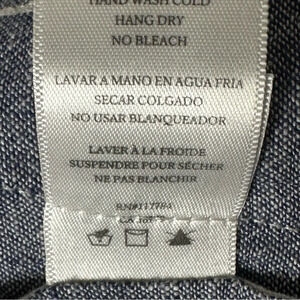 HAND WASH COLD
HANG DRY
NO BLEACH
LAVAR A MANO EN AGUA FRIA
SECAR COLGADO
NO USAR BLANQUEADOR
LAVER À LA FROIDE
SUSPENDRE POUR SÉCHER
NE PAS BLANCHIR